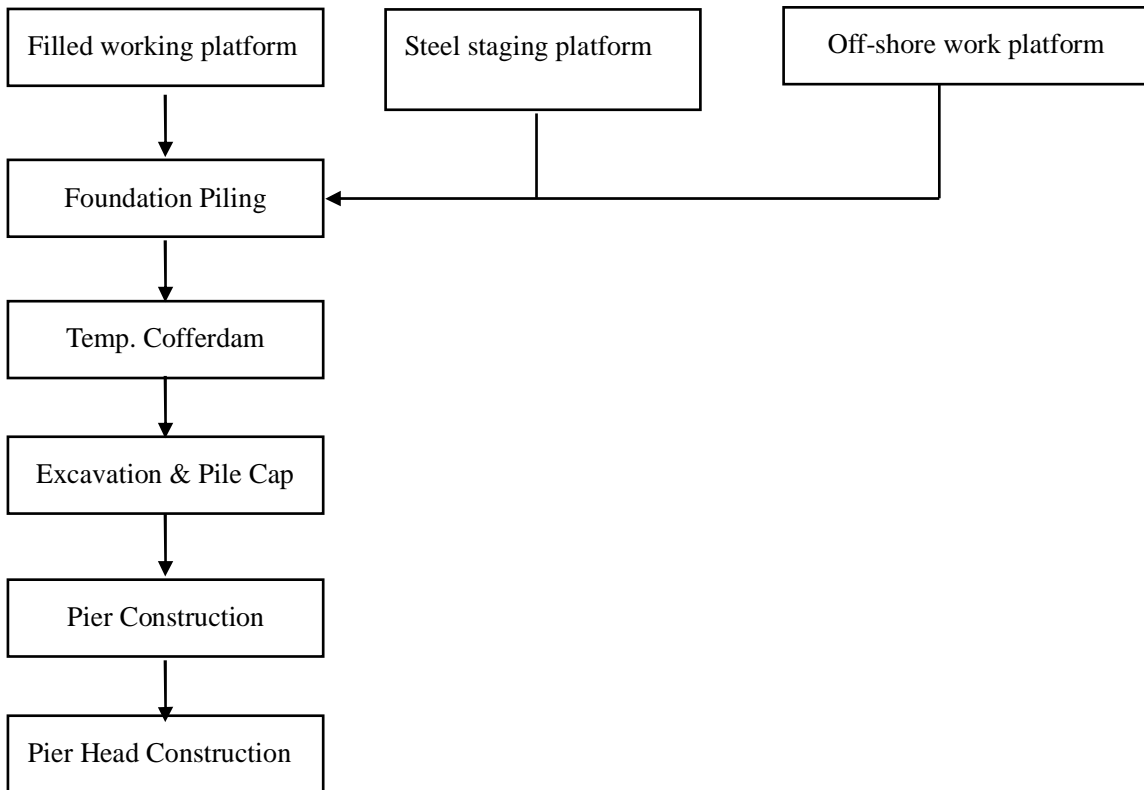 Filled working platform
Steel staging platform
Off-shore work platform
Foundation Piling
Temp. Cofferdam
Excavation & Pile Cap
Pier Construction
Pier Head Construction